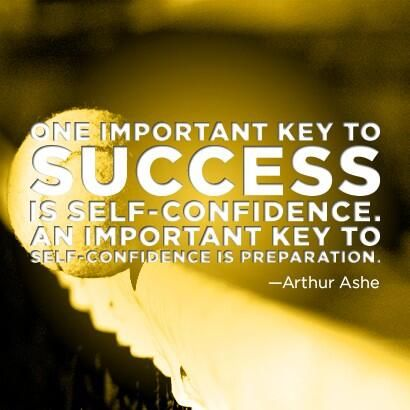 ONE IMPORTANT KEY TO
SUCCESS
IS SELF-CONFIDENCE.
AN IMPORTANT KEY TO
SELF-CONFIDENCE IS PREPARATION.
—Arthur Ashe